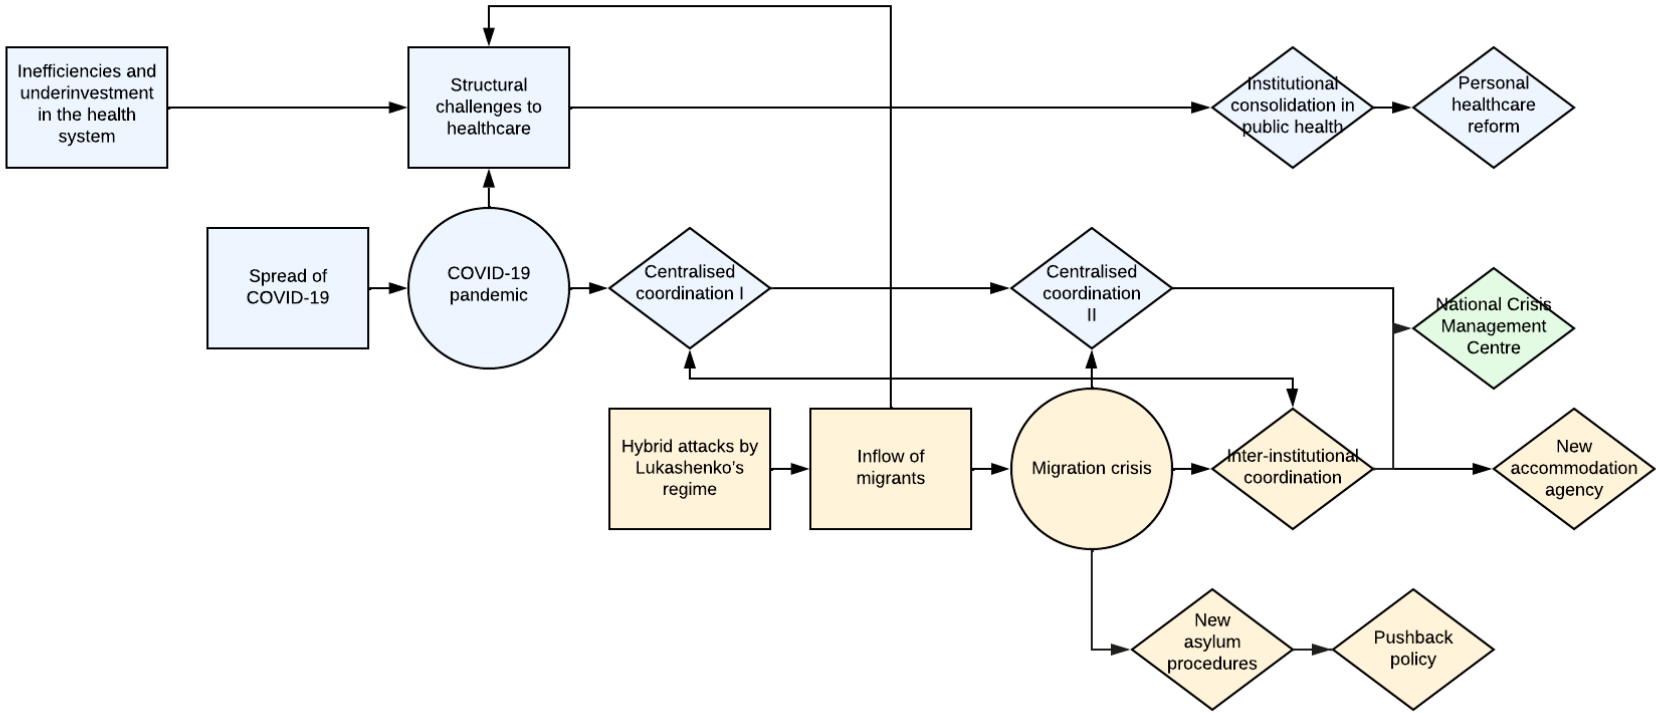 Inefficiencies and
underinvestment
in the health
system
Structural
challenges to
healthcare
Institutional
consolidation in
public health
Personal
healthcare
reform
Spread of
COVID-19
COVID-19
pandemic
Centralised
coordination I
Centralised
coordination
II
National Crisis
Management
Centre
Hybrid attacks by
Lukashenko's
regime
Inflow of
migrants
Migration crisis
Inter-institutional
coordination
New
accommodation
agency
New
asylum
procedures
Pushback
policy